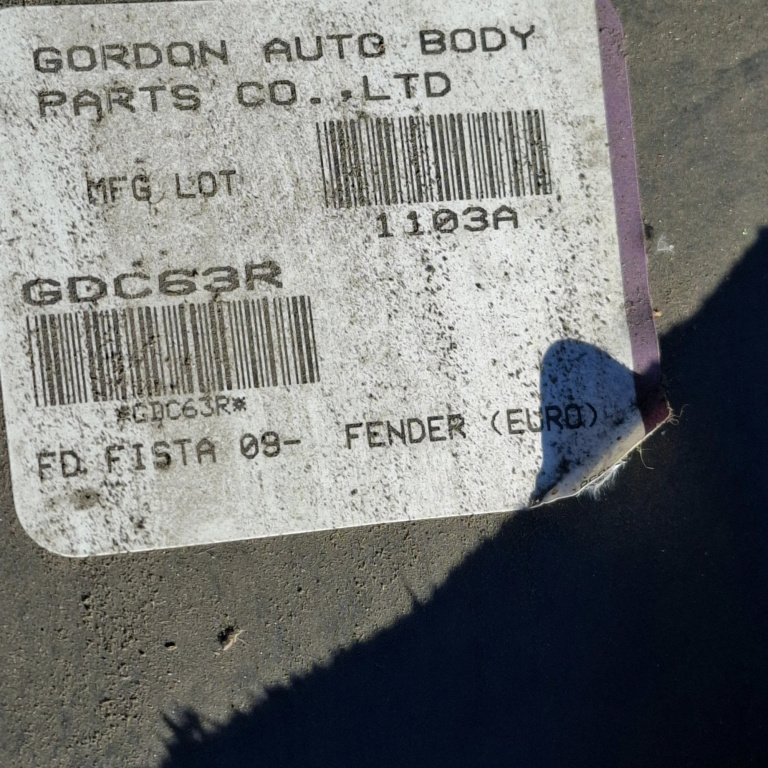 GORDON AUTO BODY
PARTS CO.,LTD
MFG LOT
1103A
GDC63R
*GDC63R*
FD. FISTA 09- FENDER (EURO)